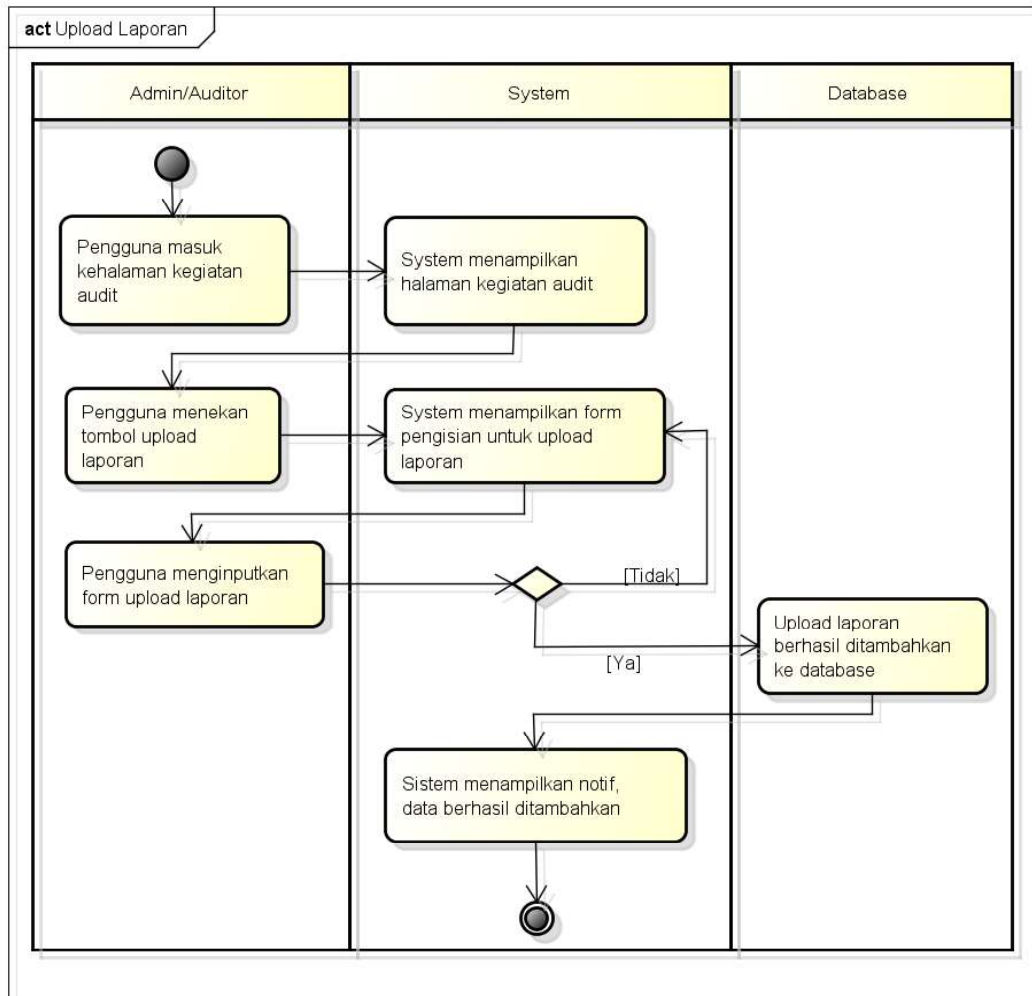 act Upload Laporan
Admin/Auditor
System
Database
Pengguna masuk
kehalaman kegiatan
audit
System menampilkan
halaman kegiatan audit
Pengguna menekan
tombol upload
laporan
System menampilkan form
pengisian untuk upload
laporan
Pengguna menginputkan
form upload laporan
[Tidak]
[Ya]
Upload laporan
berhasil ditambahkan
ke database
Sistem menampilkan notif,
data berhasil ditambahkan